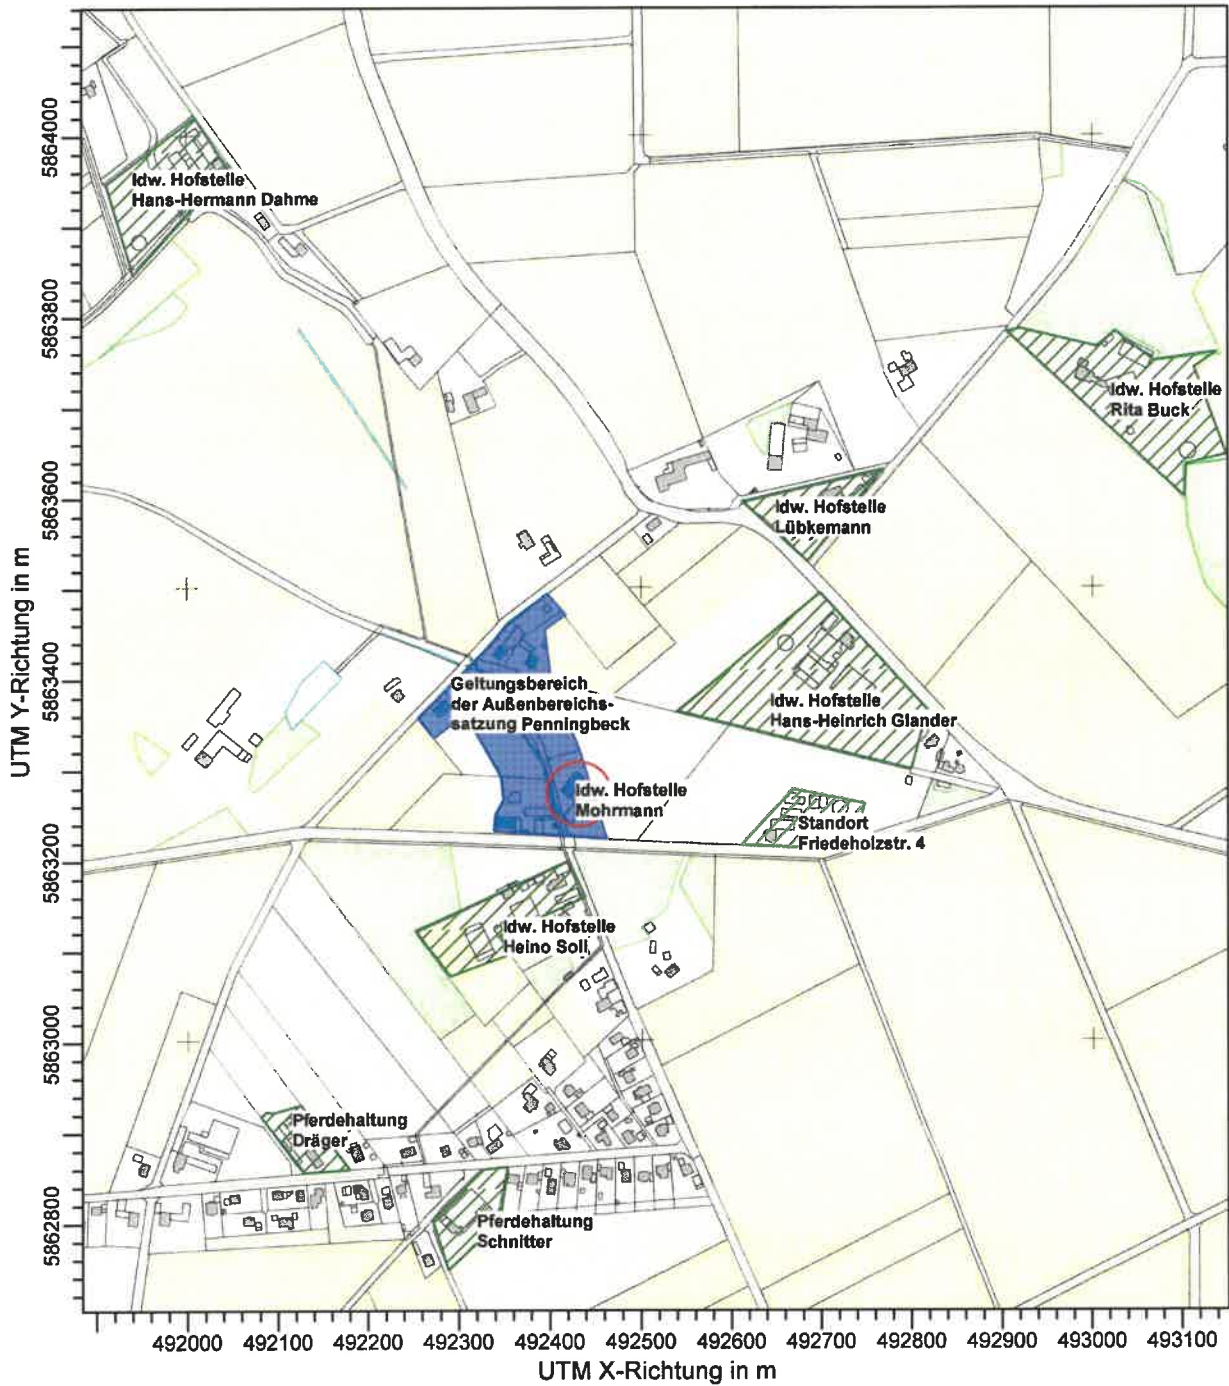 5864000
ldw. Hofstelle
Hans-Hermann Dahme
5863800
ldw. Hofstelle
Rita Buck
5863600
ldw. Hofstelle
Lübkemann
UTM Y-Richtung in m
5863400
Geltungsbereich
der Außenbereichs-
satzung Penningbeck
ldw. Hofstelle
Hans-Heinrich Glander
ldw. Hofstelle
Mohrmann
Standort
Friedeholzstr. 4
5863200
ldw. Hofstelle
Heino Soll
5863000
Pferdehaltung
Dräger
5862800
Pferdehaltung
Schnitter
492000 492100 492200 492300 492400 492500 492600 492700 492800 492900 493000 493100
UTM X-Richtung in m